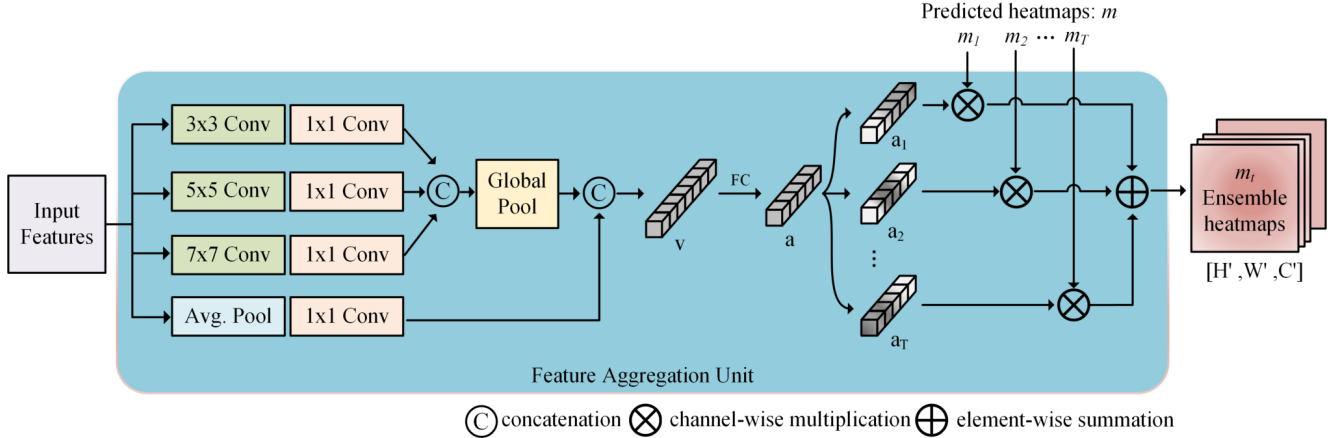 Predicted heatmaps: m
m1 m2 ··· mT
3x3 Conv 1x1 Conv
5x5 Conv 1x1 Conv
7x7 Conv 1x1 Conv
Avg. Pool 1x1 Conv
Input
Features
C
Global
Pool
C
v
FC
a
a1
a2
...
aT
mt
Ensemble
heatmaps
[H' ,W' ,C']
Feature Aggregation Unit
C concatenation channel-wise multiplication element-wise summation